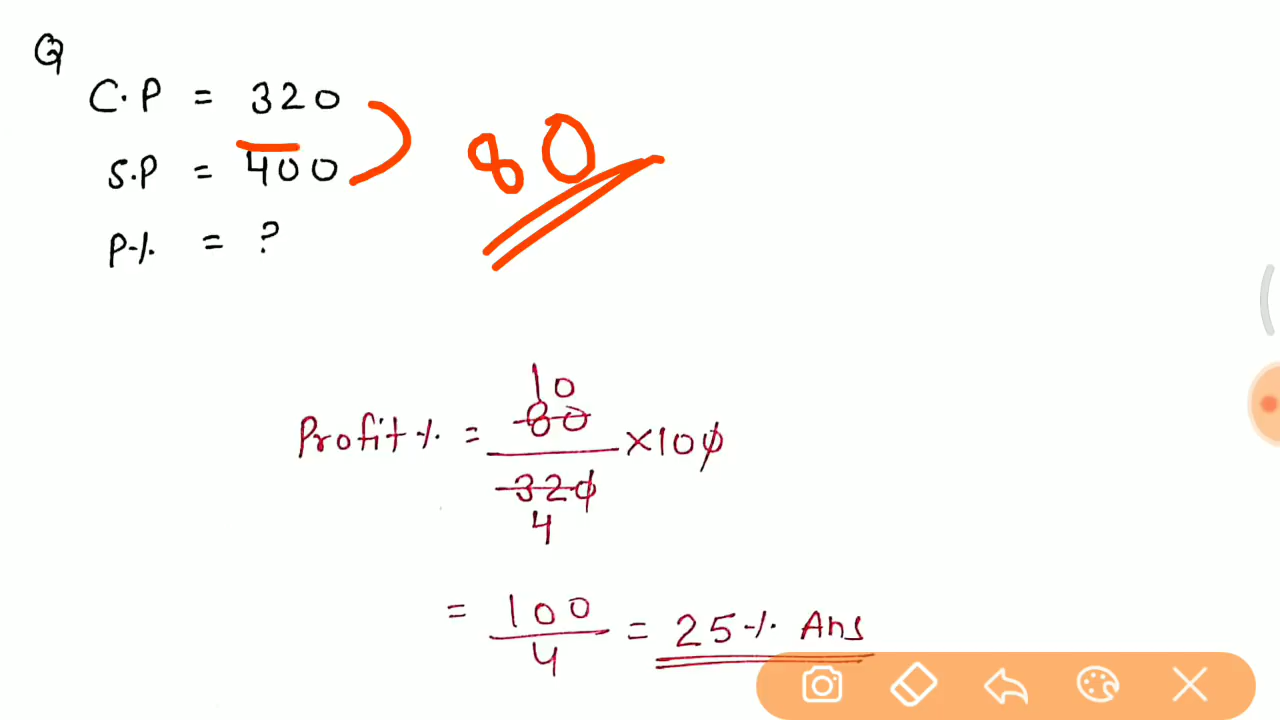 Q
C.P = 320
S.P = 400
P.% = ?
80
10
Profit % = 80/320 × 100
4
= 100/4 = 25% Ans